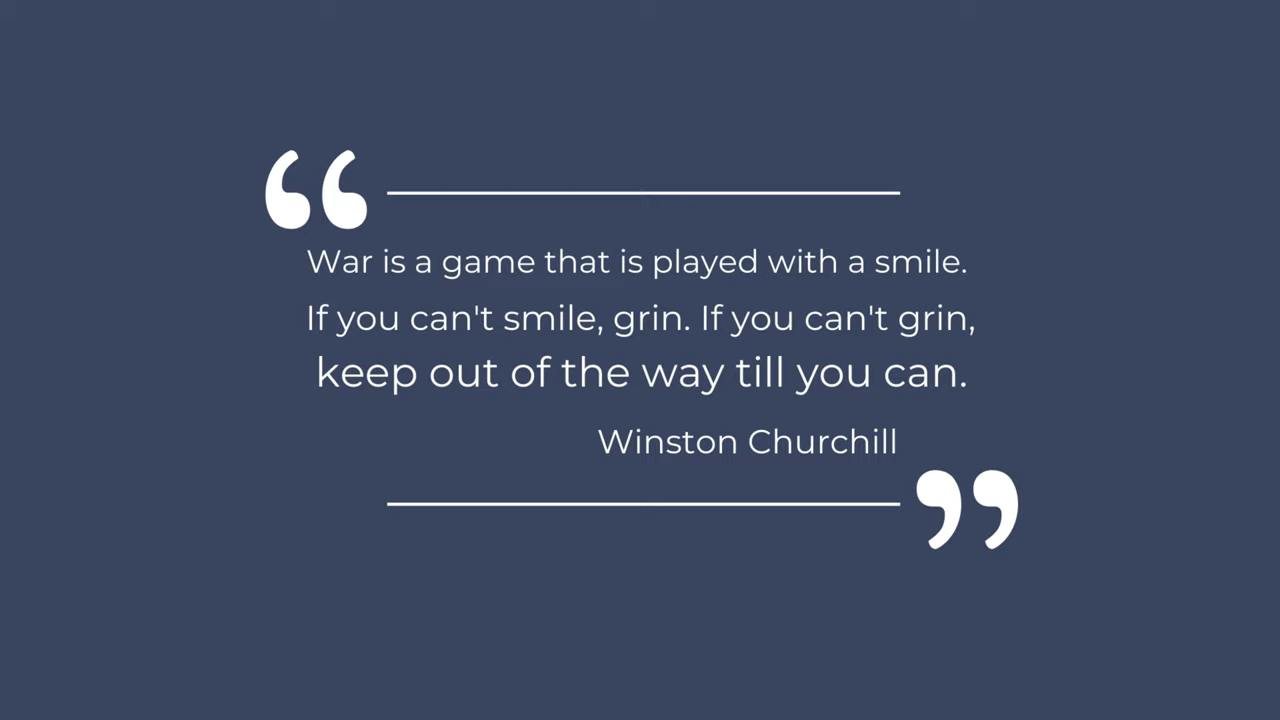 War is a game that is played with a smile.
If you can't smile, grin. If you can't grin,
keep out of the way till you can.
Winston Churchill